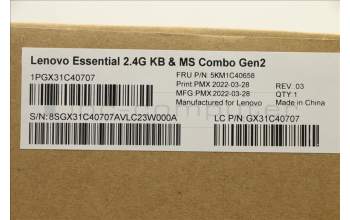 Lenovo Essential 2.4G KB & MS Combo Gen2
1PGX31C40707
FRU P/N: 5KM1C40658
Print PMX 2022-03-28
REV 03
MFG PMX 2022-03-28
QTY 1
Manufactured for Lenovo
Made in China
S/N:8SGX31C40707AVLC23W000A
LC P/N: GX31C40707